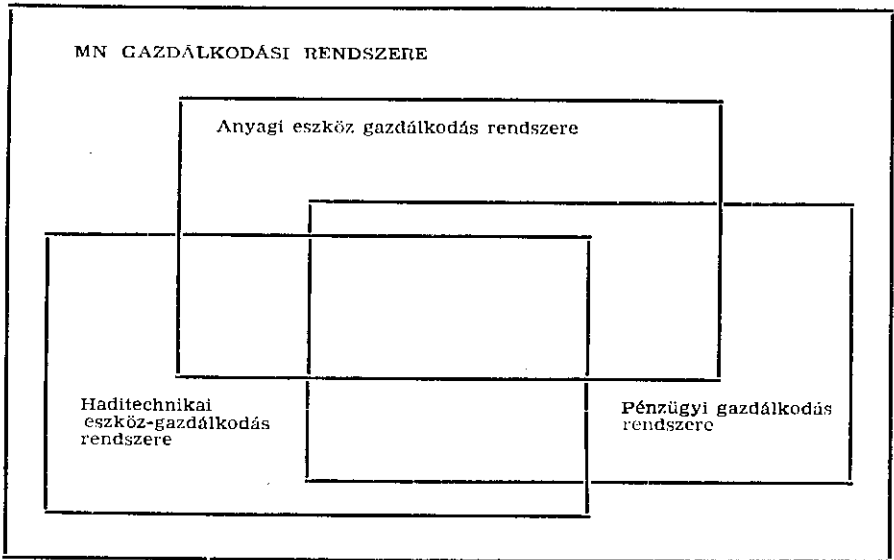 MN GAZDÁLKODÁSI RENDSZERE
Anyagi eszköz gazdálkodás rendszere
Haditechnikai
eszköz-gazdálkodás
rendszere
Pénzügyi gazdálkodás
rendszere